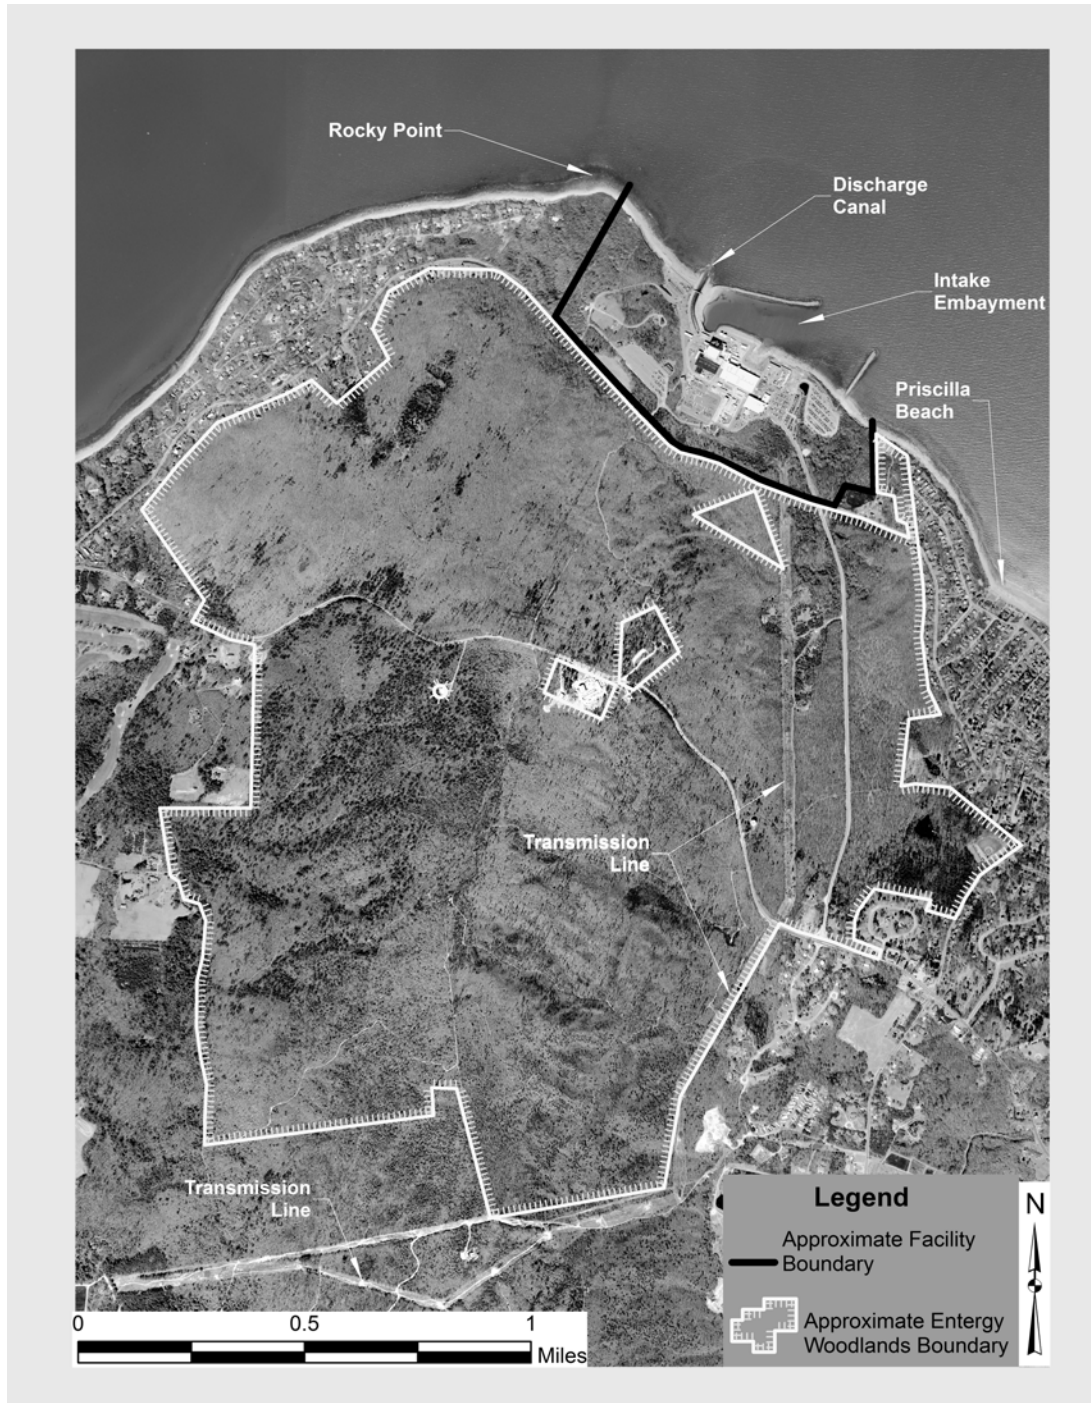 Rocky Point
Discharge
Canal
Intake
Embayment
Priscilla
Beach
Transmission
Line
Transmission
Line
Legend
Approximate Facility
Boundary
Approximate Entergy
Woodlands Boundary
N
0 0.5 1
Miles